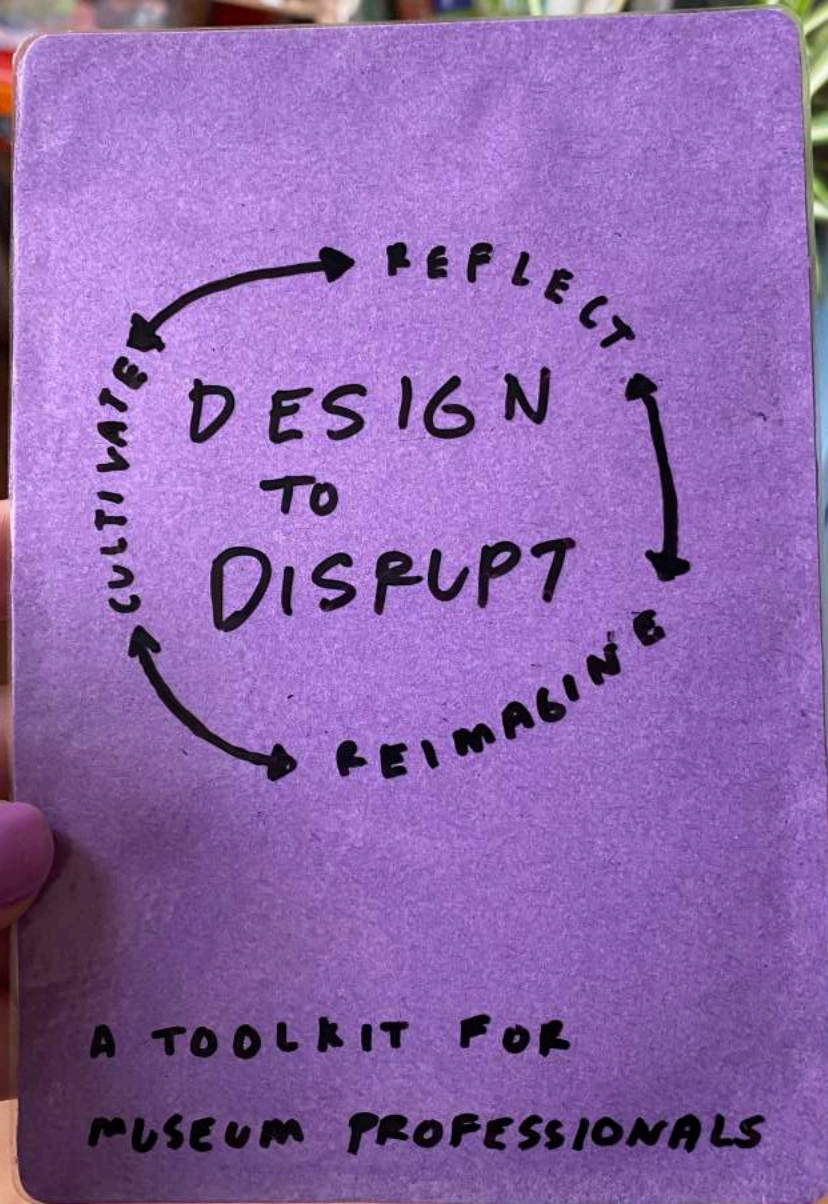 REFLECT
CULTIVATE
DESIGN
TO
DISRUPT
REIMAGINE
A TOOLKIT FOR
MUSEUM PROFESSIONALS